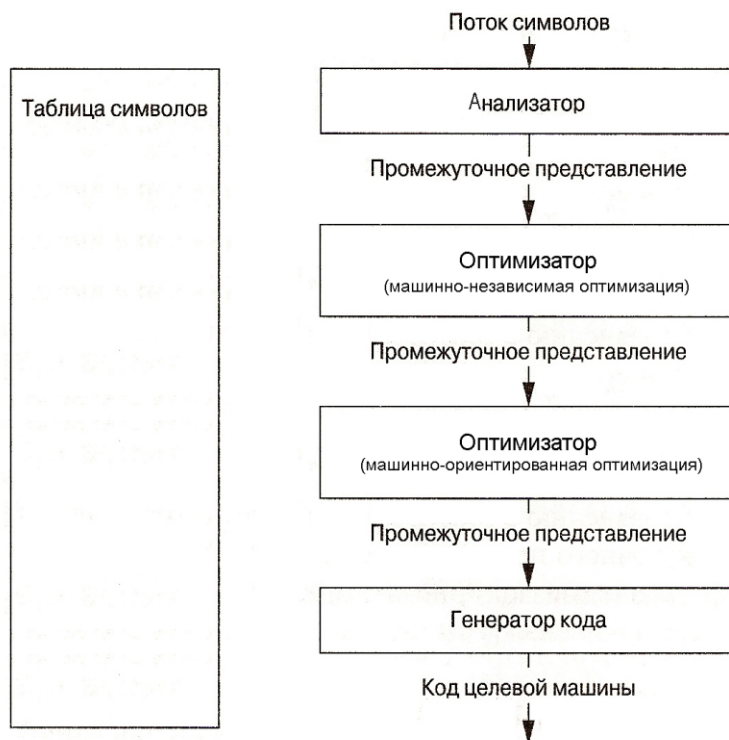 Поток символов
Таблица символов
Анализатор
Промежуточное представление
Оптимизатор
(машинно-независимая оптимизация)
Промежуточное представление
Оптимизатор
(машинно-ориентированная оптимизация)
Промежуточное представление
Генератор кода
Код целевой машины